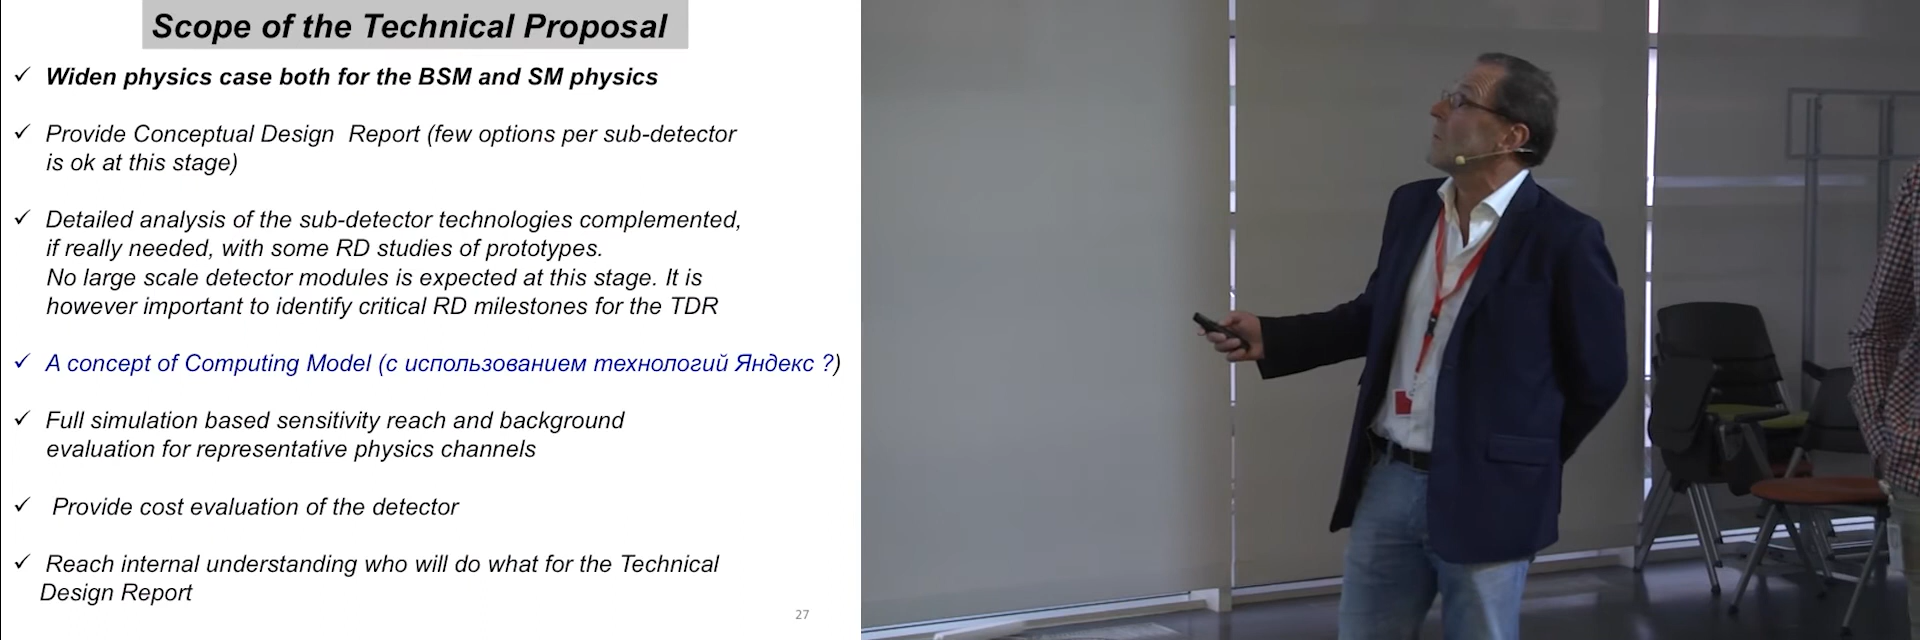 Scope of the Technical Proposal
✓ Widen physics case both for the BSM and SM physics
✓ Provide Conceptual Design Report (few options per sub-detector
is ok at this stage)
✓ Detailed analysis of the sub-detector technologies complemented,
if really needed, with some RD studies of prototypes.
No large scale detector modules is expected at this stage. It is
however important to identify critical RD milestones for the TDR
✓ A concept of Computing Model (с использованием технологий Яндекс ?)
✓ Full simulation based sensitivity reach and background
evaluation for representative physics channels
✓ Provide cost evaluation of the detector
✓ Reach internal understanding who will do what for the Technical
Design Report
27